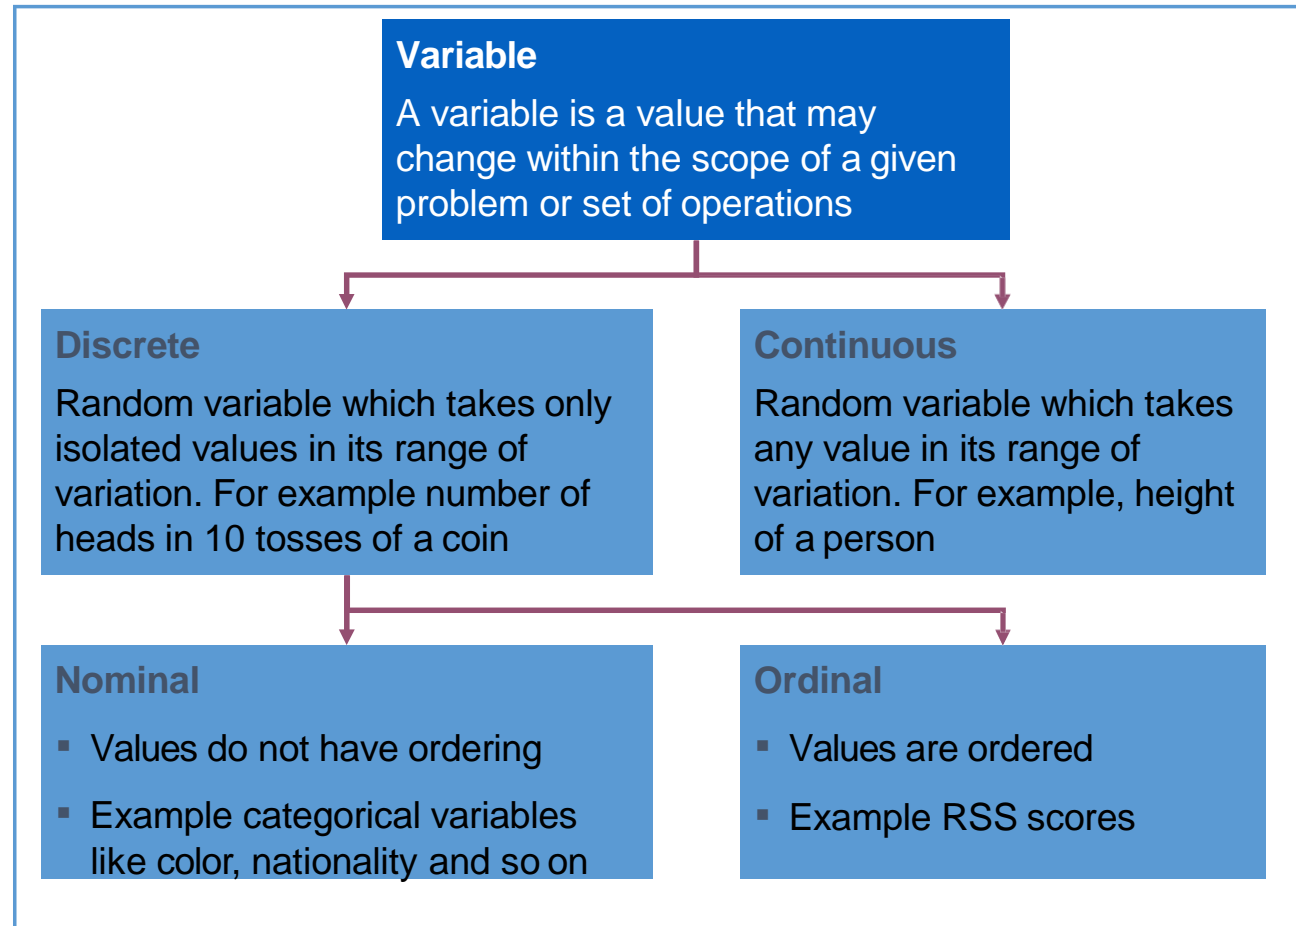 Variable
A variable is a value that may
change within the scope of a given
problem or set of operations
Discrete
Random variable which takes only
isolated values in its range of
variation. For example number of
heads in 10 tosses of a coin
Continuous
Random variable which takes
any value in its range of
variation. For example, height
of a person
Nominal
▪ Values do not have ordering
▪ Example categorical variables
like color, nationality and so on
Ordinal
▪ Values are ordered
▪ Example RSS scores